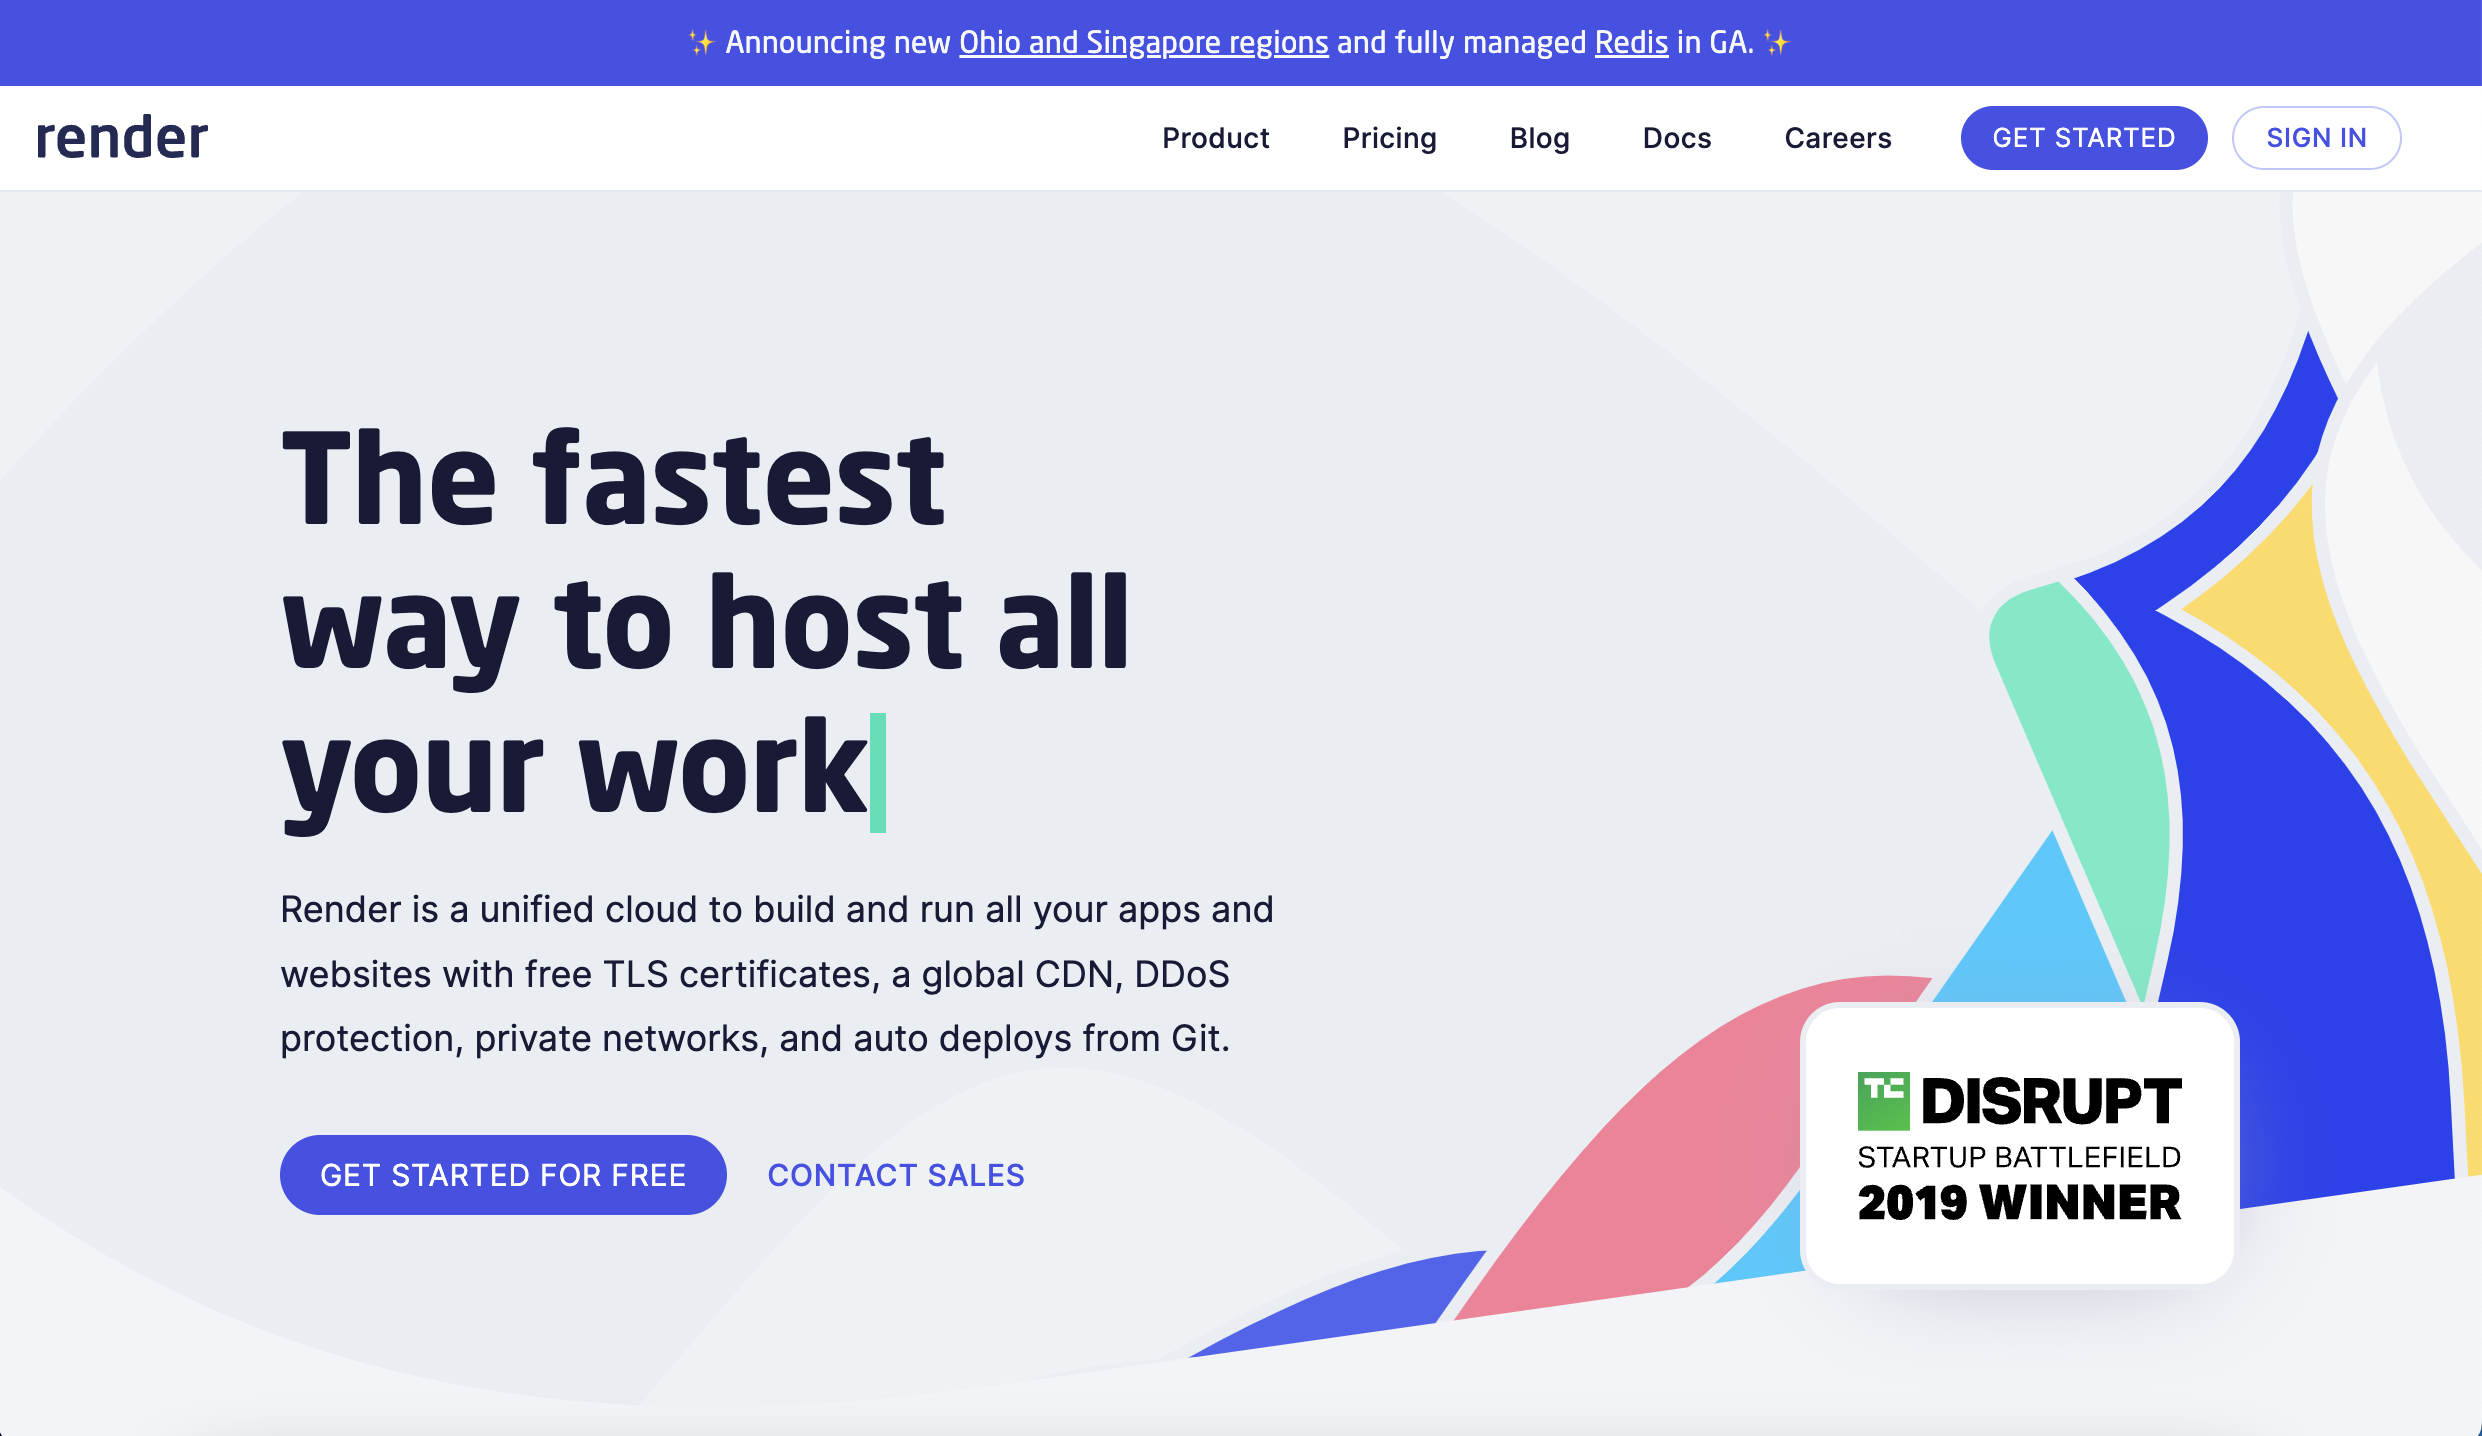 ✨ Announcing new Ohio and Singapore regions and fully managed Redis in GA. ✨
render
Product
Pricing
Blog
Docs
Careers
GET STARTED
SIGN IN
The fastest
way to host all
your work
Render is a unified cloud to build and run all your apps and
websites with free TLS certificates, a global CDN, DDoS
protection, private networks, and auto deploys from Git.
GET STARTED FOR FREE
CONTACT SALES
TC DISRUPT
STARTUP BATTLEFIELD
2019 WINNER